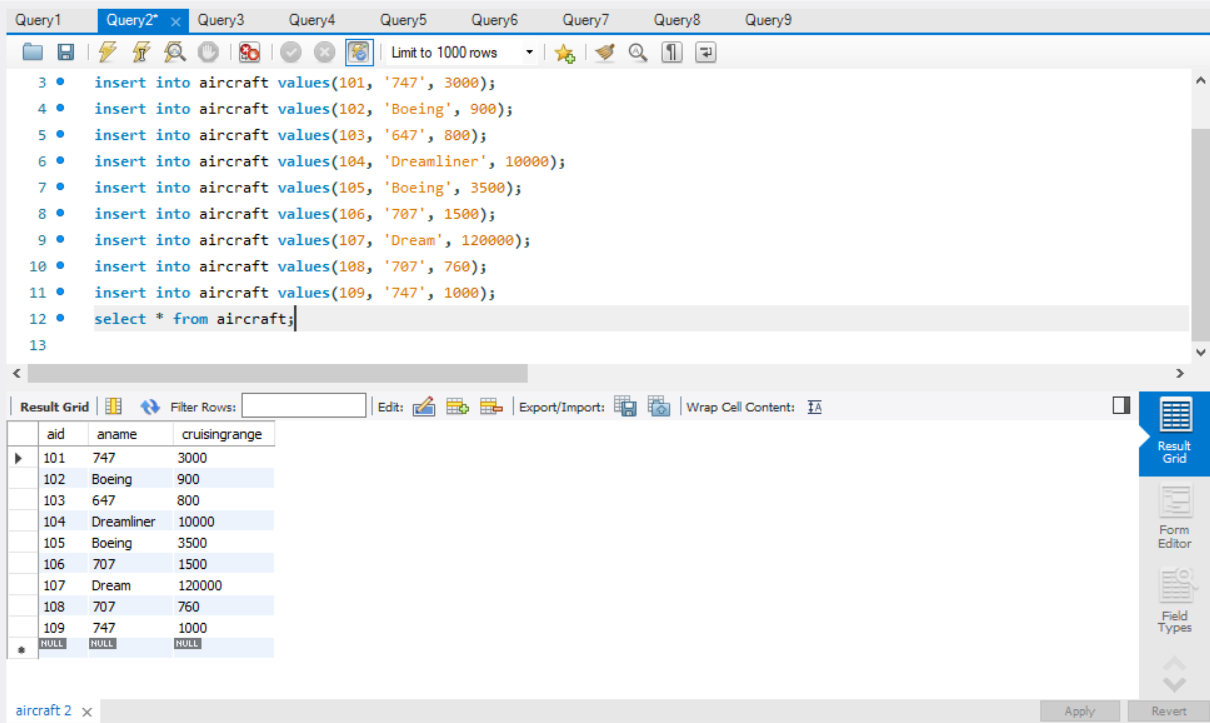 Query1 Query2* Query3 Query4 Query5 Query6 Query7 Query8 Query9
Limit to 1000 rows
3 insert into aircraft values(101, '747', 3000);
4 insert into aircraft values(102, 'Boeing', 900);
5 insert into aircraft values(103, '647', 800);
6 insert into aircraft values(104, 'Dreamliner', 10000);
7 insert into aircraft values(105, 'Boeing', 3500);
8 insert into aircraft values(106, '707', 1500);
9 insert into aircraft values(107, 'Dream', 120000);
10 insert into aircraft values(108, '707', 760);
11 insert into aircraft values(109, '747', 1000);
12 select * from aircraft;
13
Result Grid Filter Rows: Edit: Export/Import: Wrap Cell Content: IA
aid aname cruisingrange
101 747 3000
102 Boeing 900
103 647 800
104 Dreamliner 10000
105 Boeing 3500
106 707 1500
107 Dream 120000
108 707 760
109 747 1000
NULL NULL NULL
Result
Grid
Form
Editor
Field
Types
aircraft 2
Apply Revert